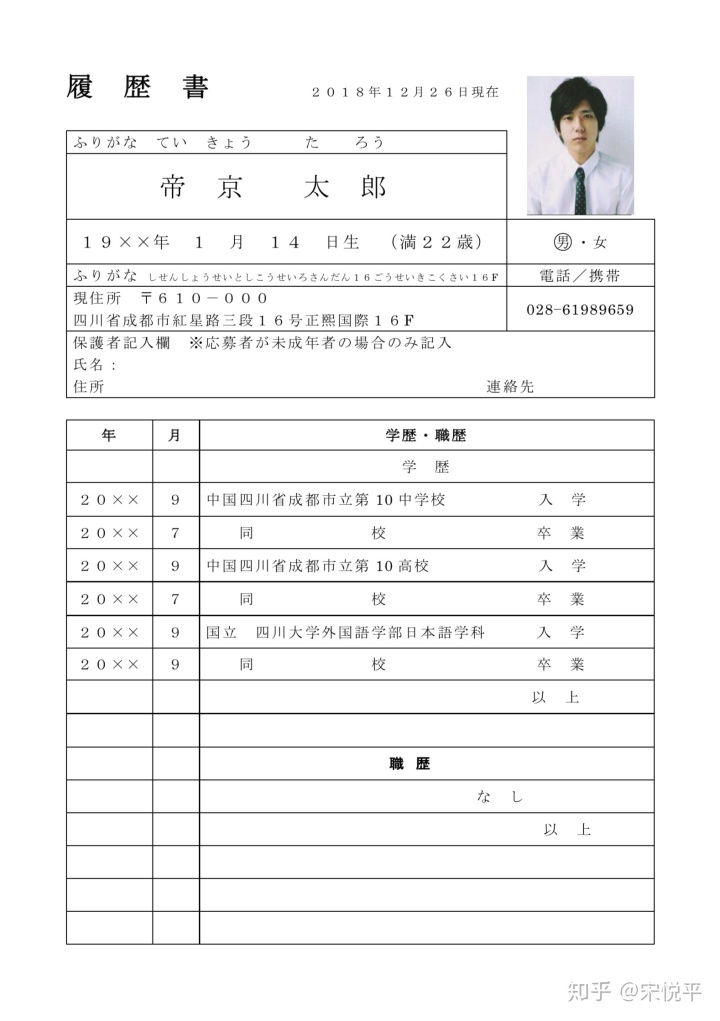 履 歴 書
２０１８年１２月２６日現在
ふりがな てい きょう た ろう
帝 京 太 郎
１９××年 １ 月 １４ 日生 （満２２歳）
男・女
ふりがな しせんしょうせいとしこうせいろさんだん１６ごうせいきこくさい１６F
電話／携帯
現住所 〒６１０－０００
四川省成都市紅星路三段１６号正熙国際１６F
028-61989659
保護者記入欄 ※応募者が未成年者の場合のみ記入
氏名：
住所 連絡先
年 月 学歴・職歴
学 歴
２０×× 9 中国四川省成都市立第 10 中学校 入 学
２０×× 7 同 校 卒 業
２０×× 9 中国四川省成都市立第 10 高校 入 学
２０×× 7 同 校 卒 業
２０×× 9 国立 四川大学外国語学部日本語学科 入 学
２０×× 9 同 校 卒 業
以 上
職 歴
な し
以 上
知乎 @宋悦平